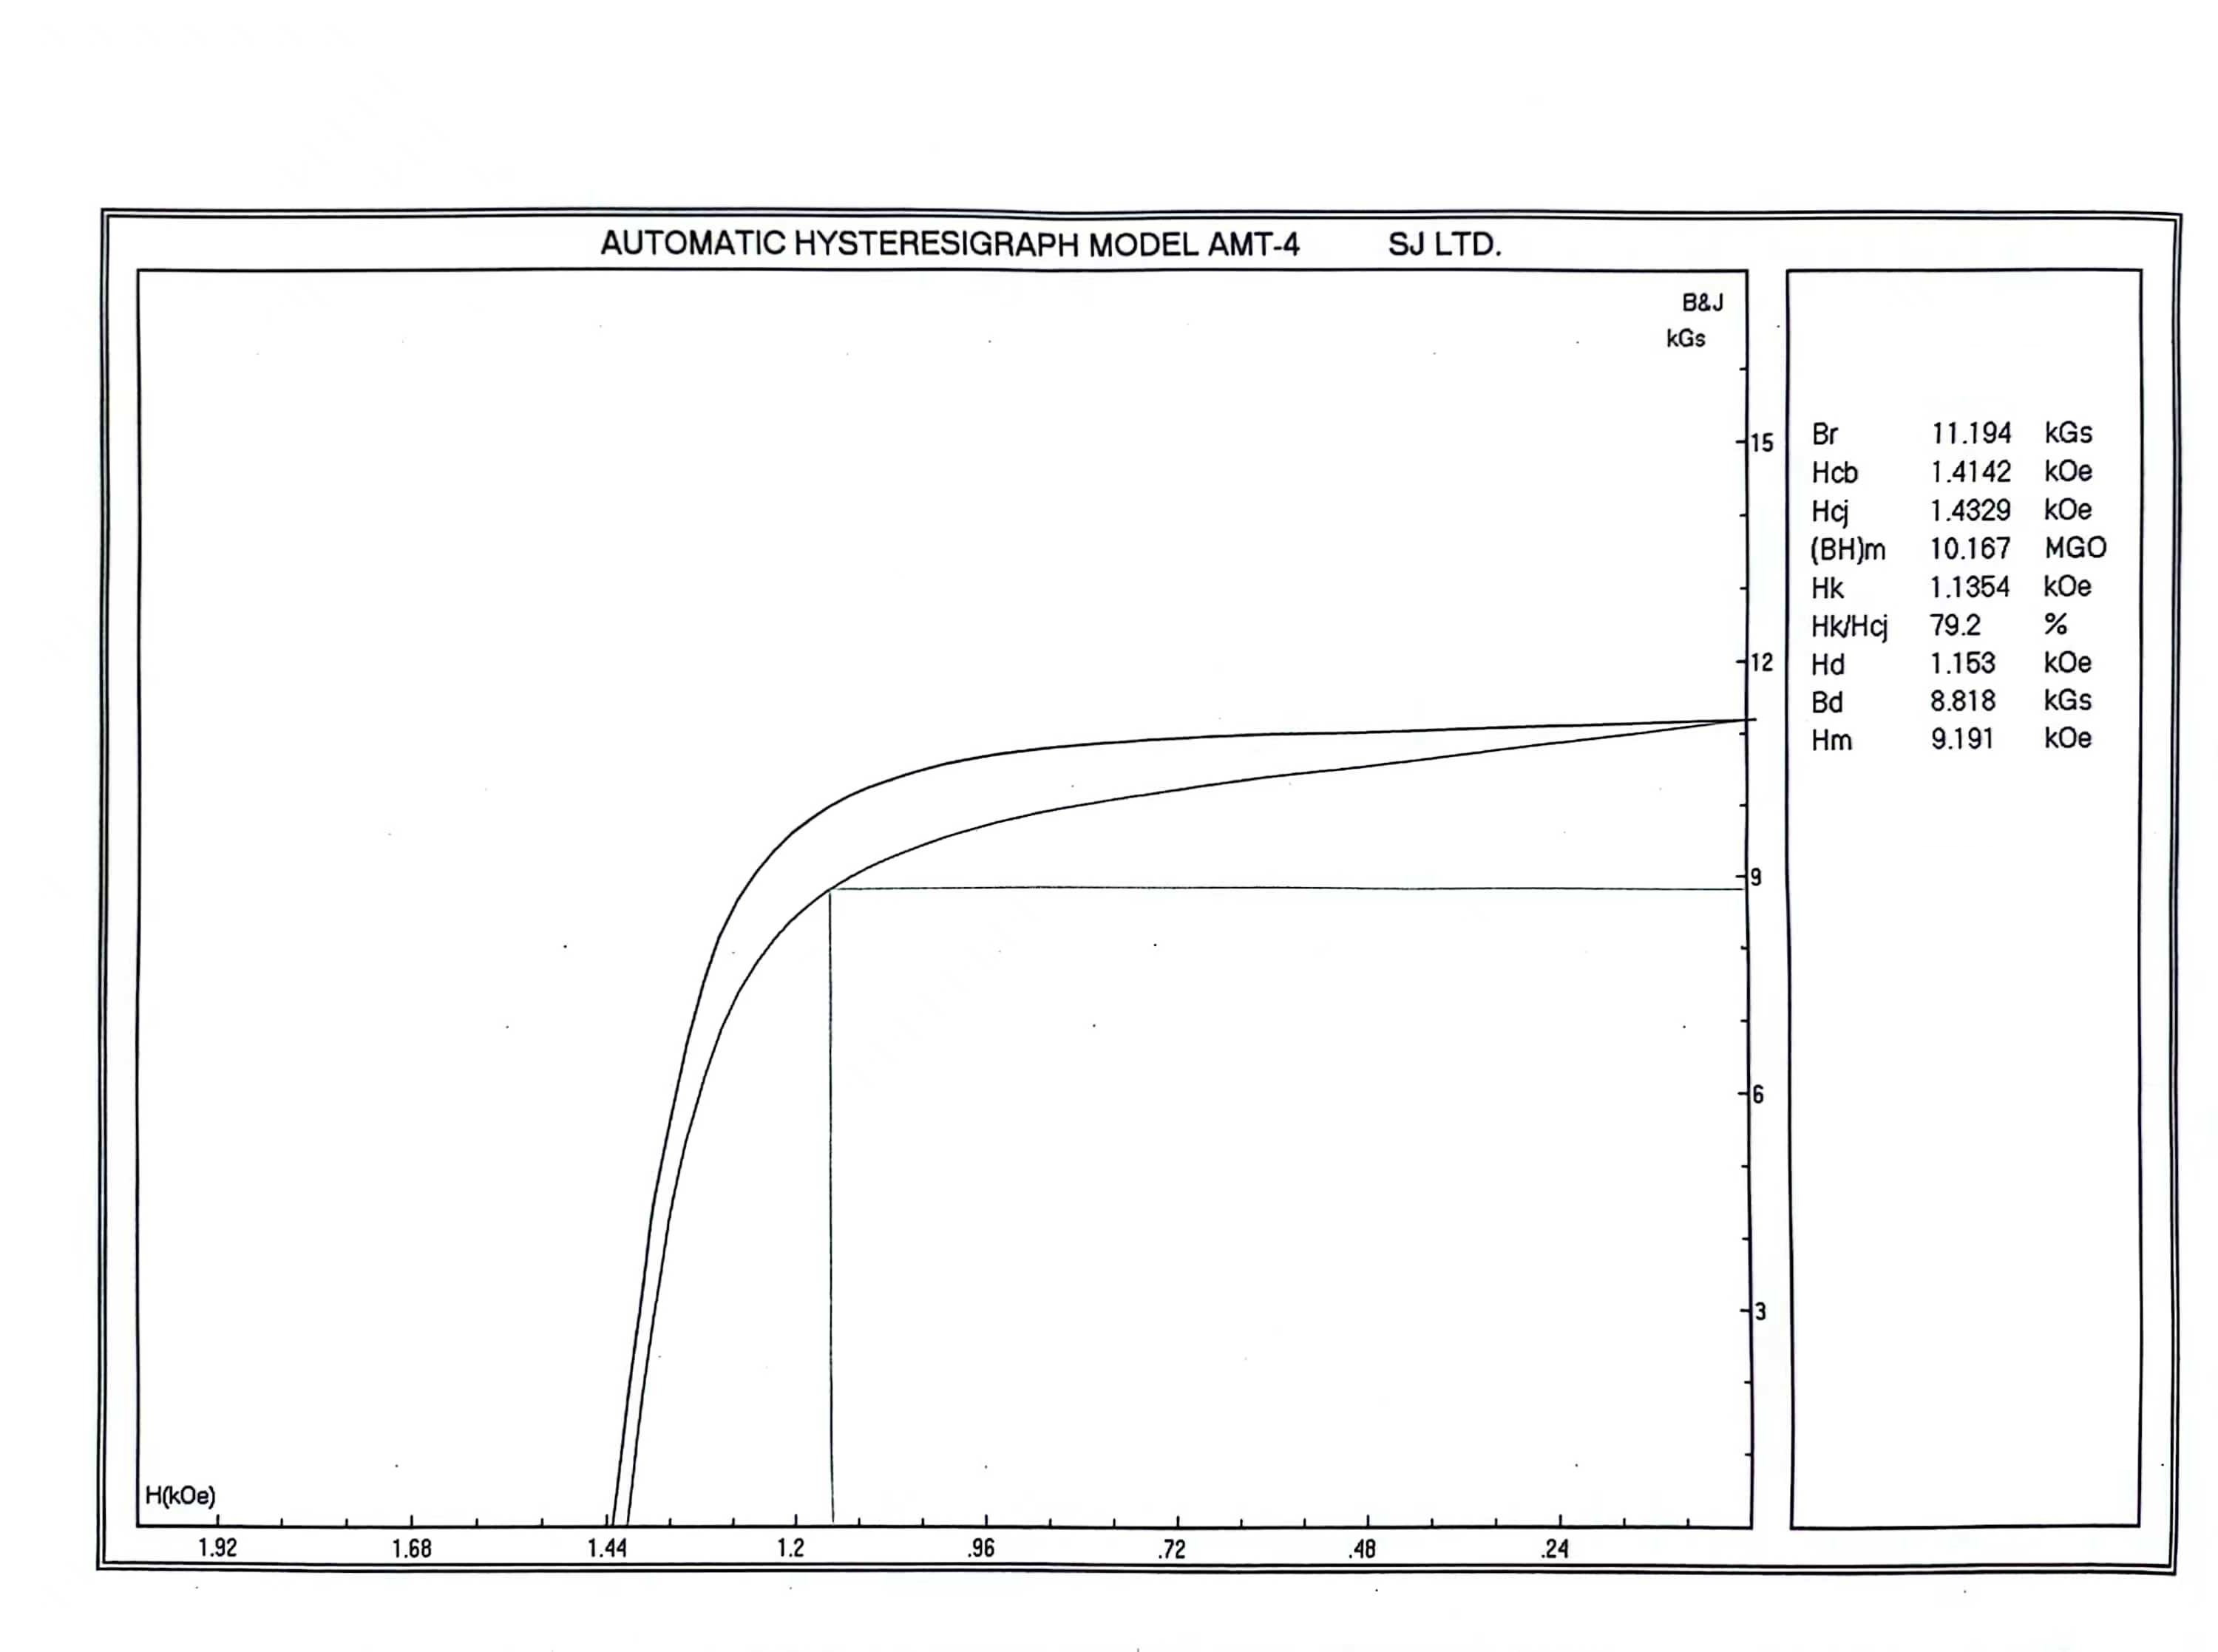 AUTOMATIC HYSTERESIGRAPH MODEL AMT-4 SJ LTD.
B&J
kGs
15
12
9
6
3
H(kOe)
1.92 1.68 1.44 1.2 .96 .72 .48 .24
Br 11.194 kGs
Hcb 1.4142 kOe
Hcj 1.4329 kOe
(BH)m 10.167 MGO
Hk 1.1354 kOe
Hk/Hcj 79.2 %
Hd 1.153 kOe
Bd 8.818 kGs
Hm 9.191 kOe